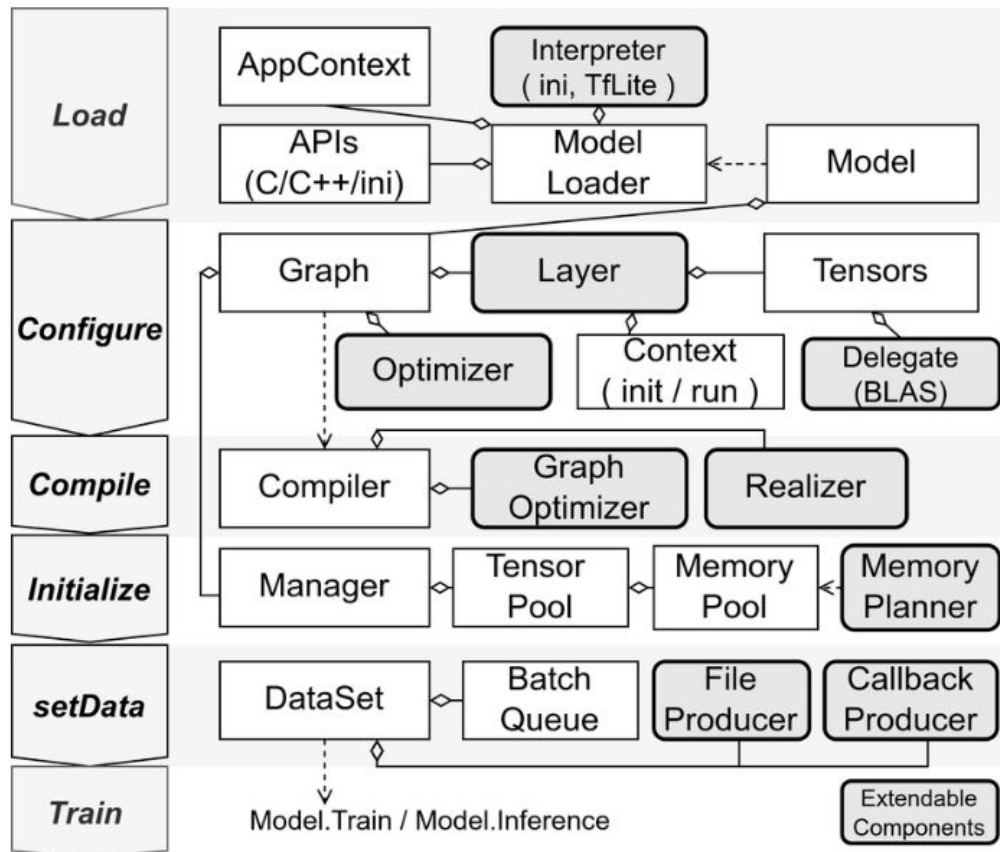 Load
AppContext
Interpreter
( ini, TfLite )
APIs
(C/C++/ini)
Model
Loader
Model
Configure
Graph
Layer
Tensors
Optimizer
Context
( init / run )
Delegate
(BLAS)
Compile
Compiler
Graph
Optimizer
Realizer
Initialize
Manager
Tensor
Pool
Memory
Pool
Memory
Planner
setData
DataSet
Batch
Queue
File
Producer
Callback
Producer
Train
Model.Train / Model.Inference
Extendable
Components